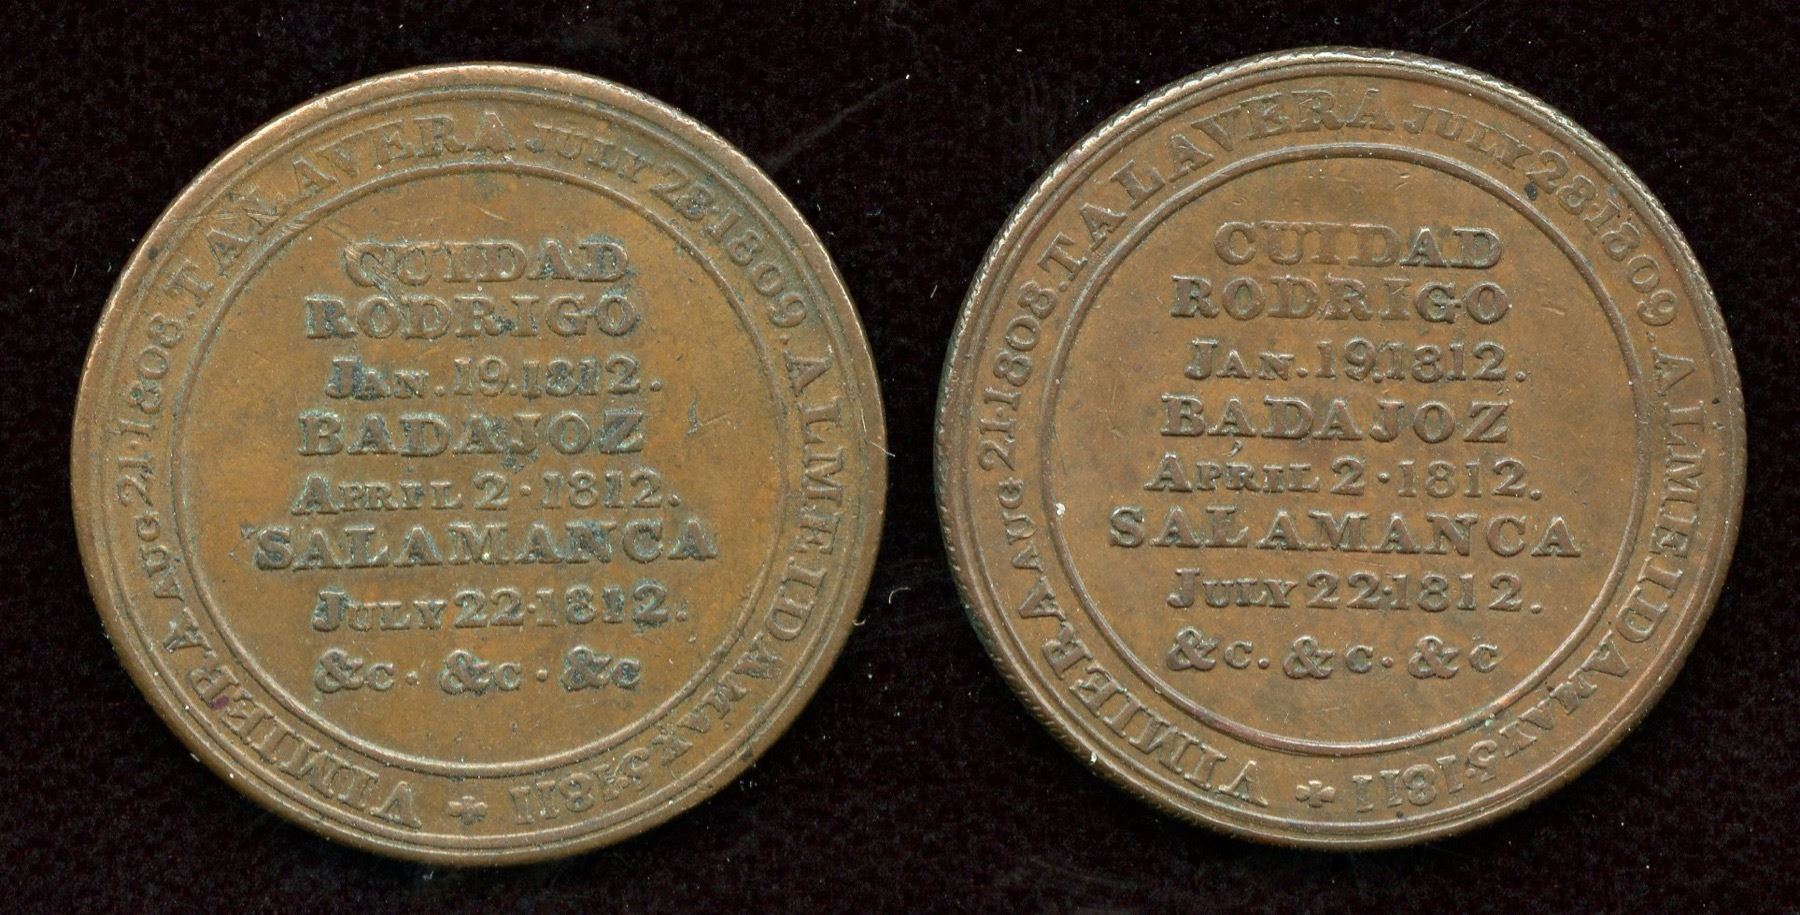 VIMIERA AUG 21·1808. TALAVERA JULY 28·1809. ALMEIDA MAY 5·1811
CUIDAD
RODRIGO
JAN. 19.1812.
BADAJOZ
APRIL 2·1812.
SALAMANCA
JULY 22·1812.
&c· &c· &c
VIMIERA AUG 21·1808. TALAVERA JULY 28·1809. ALMEIDA MAY 5·1811
CUIDAD
RODRIGO
JAN. 19.1812.
BADAJOZ
APRIL 2·1812.
SALAMANCA
JULY 22·1812.
&c. &c. &c